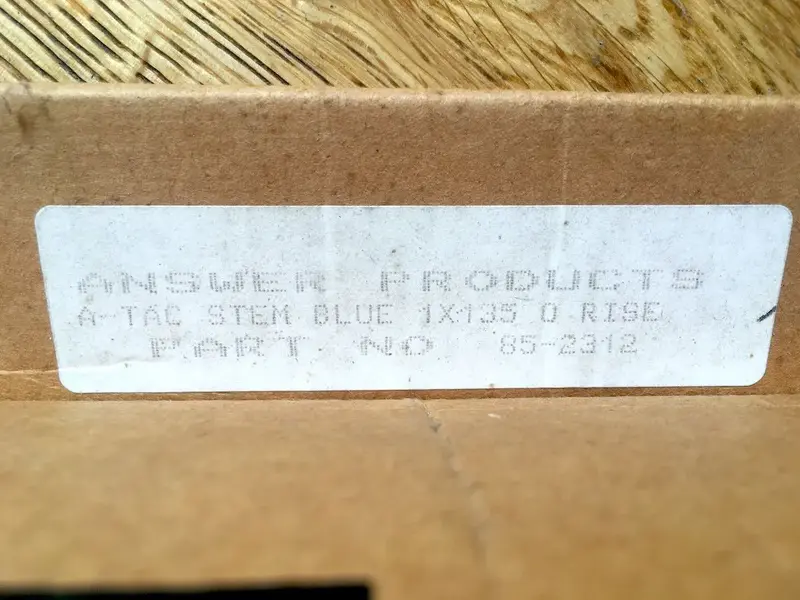 ANSWER PRODUCTS
A-TAC STEM BLUE 1X135 0 RISE
PART NO 85-2312